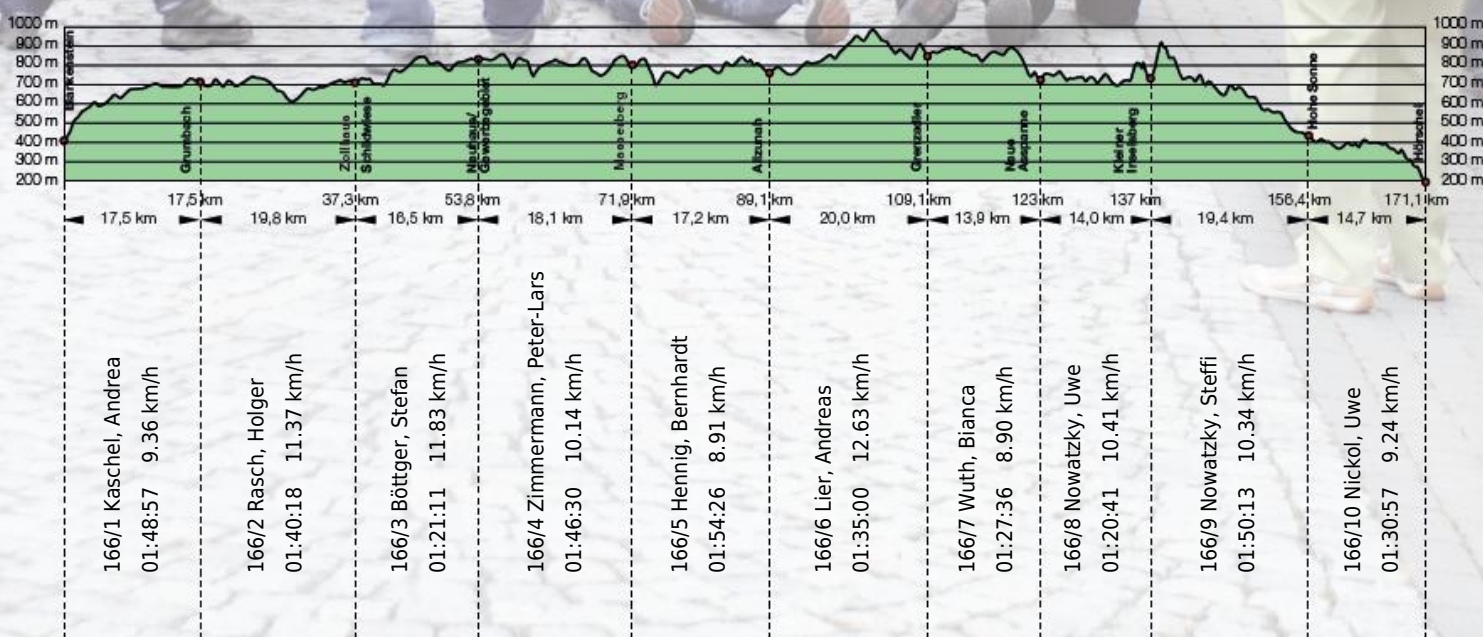 1000 m
900 m
800 m
700 m
600 m
500 m
400 m
300 m
200 m
1000 m
900 m
800 m
700 m
600 m
500 m
400 m
300 m
200 m
Blankenstein
Grumbach
Zollhaus
Schildwiese
Neuhaus/
Masserberg
Allzunah
Grenzadler
Neue
Ausspanne
Kleiner
Inselsberg
Hohe Sonne
Hörschel
17,5 km
37,3 km
53,8 km
71,9 km
89,1 km
109,1 km
123 km
137 km
156,4 km
171,1 km
17,5 km
19,8 km
16,5 km
18,1 km
17,2 km
20,0 km
13,9 km
14,0 km
19,4 km
14,7 km
166/1 Kaschel, Andrea
01:48:57 9.36 km/h
166/2 Rasch, Holger
01:40:18 11.37 km/h
166/3 Böttger, Stefan
01:21:11 11.83 km/h
166/4 Zimmermann, Peter-Lars
01:46:30 10.14 km/h
166/5 Hennig, Bernhardt
01:54:26 8.91 km/h
166/6 Lier, Andreas
01:35:00 12.63 km/h
166/7 Wuth, Bianca
01:27:36 8.90 km/h
166/8 Nowatzky, Uwe
01:20:41 10.41 km/h
166/9 Nowatzky, Steffi
01:50:13 10.34 km/h
166/10 Nickol, Uwe
01:30:57 9.24 km/h